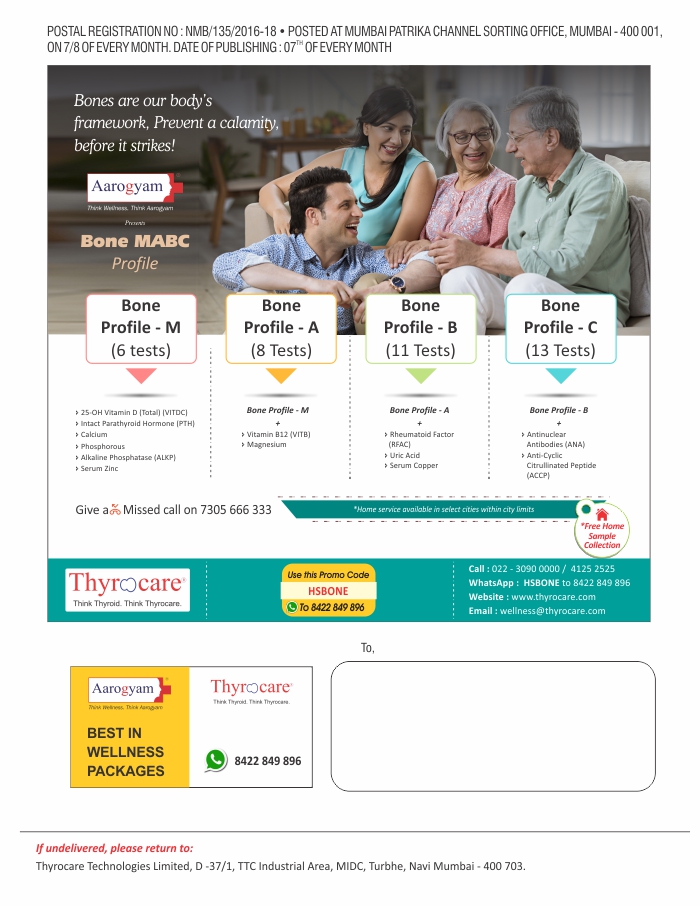 POSTAL REGISTRATION NO : NMB/135/2016-18 • POSTED AT MUMBAI PATRIKA CHANNEL SORTING OFFICE, MUMBAI - 400 001,
ON 7/8 OF EVERY MONTH. DATE OF PUBLISHING : 07TH OF EVERY MONTH
Bones are our body's
framework, Prevent a calamity,
before it strikes!
Aarogyam
Think Wellness, Think Aarogyam
Presents
Bone MABC
Profile
Bone
Profile - M
(6 tests)
25-OH Vitamin D (Total) (VITDC)
Intact Parathyroid Hormone (PTH)
Calcium
Phosphorous
Alkaline Phosphatase (ALKP)
Serum Zinc
Bone
Profile - A
(8 Tests)
Bone Profile - M
+
Vitamin B12 (VITB)
Magnesium
Bone
Profile - B
(11 Tests)
Bone Profile - A
+
Rheumatoid Factor
(RFAC)
Uric Acid
Serum Copper
Bone
Profile - C
(13 Tests)
Bone Profile - B
+
Antinuclear
Antibodies (ANA)
Anti-Cyclic
Citrullinated Peptide
(ACCP)
Give a Missed call on 7305 666 333
*Home service available in select cities within city limits
*Free Home
Sample
Collection
Thyrocare®
Think Thyroid. Think Thyrocare.
Use this Promo Code
HSBONE
To 8422 849 896
Call : 022 - 3090 0000 / 4125 2525
WhatsApp : HSBONE to 8422 849 896
Website : www.thyrocare.com
Email : wellness@thyrocare.com
To,
Aarogyam®
Think Wellness, Think Aarogyam
BEST IN
WELLNESS
PACKAGES
Thyrocare®
Think Thyroid. Think Thyrocare.
8422 849 896
If undelivered, please return to:
Thyrocare Technologies Limited, D -37/1, TTC Industrial Area, MIDC, Turbhe, Navi Mumbai - 400 703.